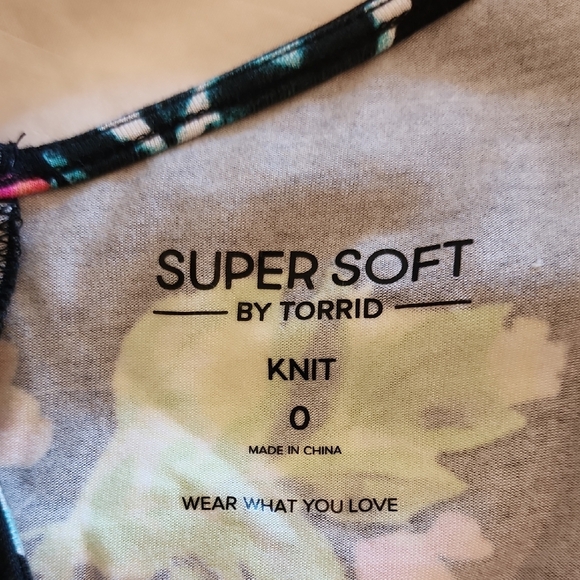 SUPER SOFT
BY TORRID
KNIT
0
MADE IN CHINA
WEAR WHAT YOU LOVE